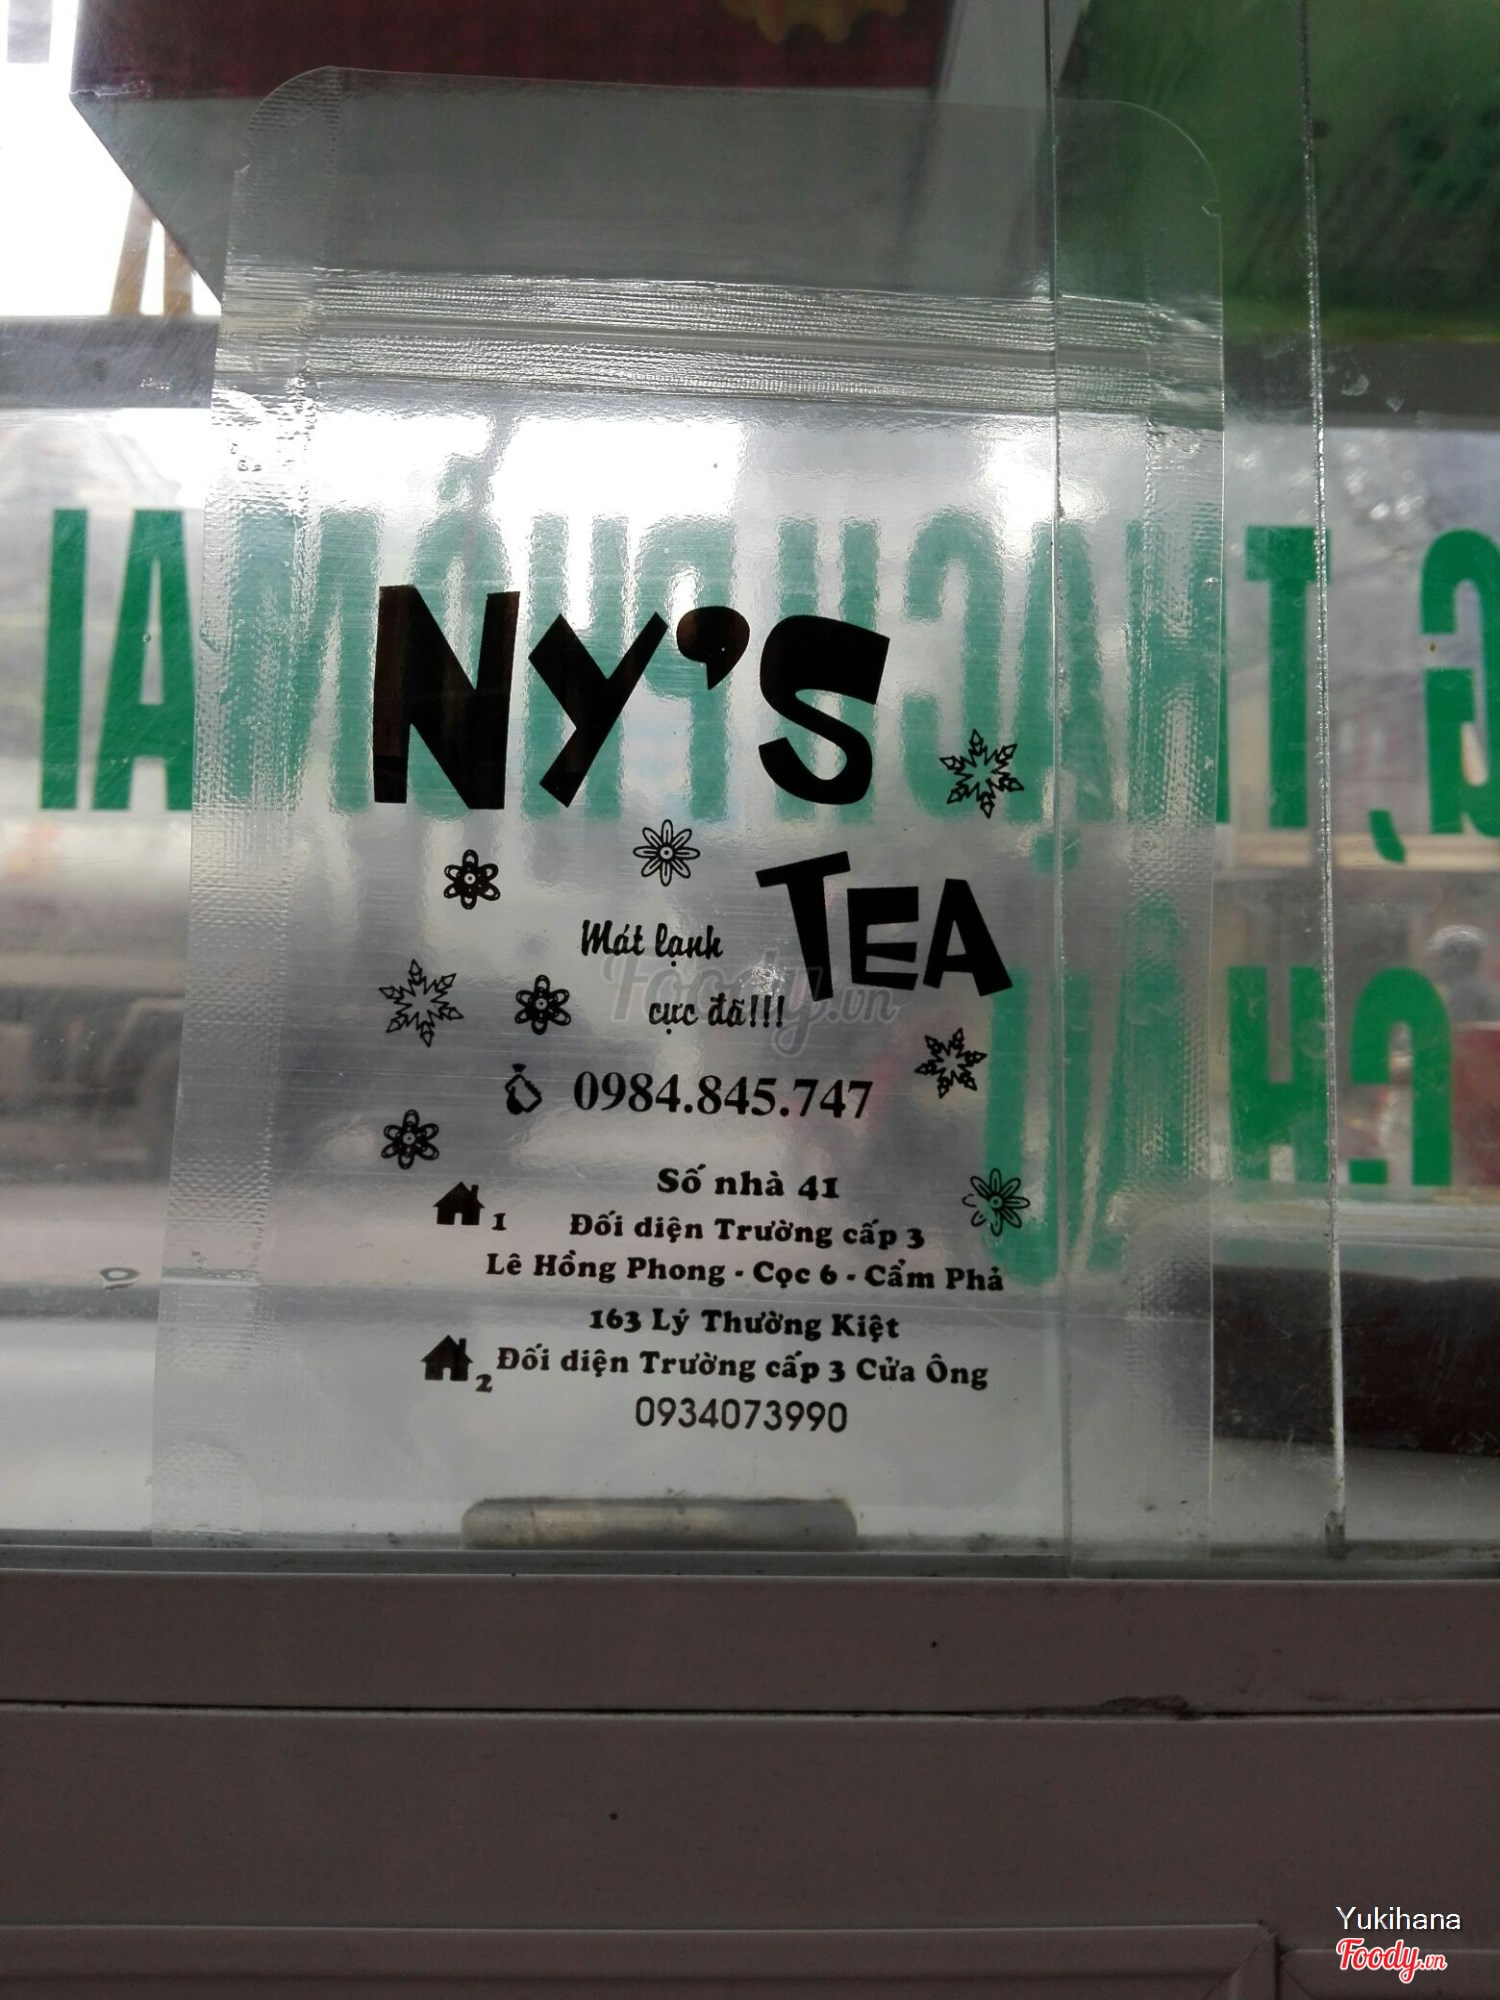 NY'S
TEA
Mát lạnh
cực đã!!!
0984.845.747
Số nhà 41
1 Đối diện Trường cấp 3
Lê Hồng Phong - Cọc 6 - Cẩm Phả
163 Lý Thường Kiệt
2 Đối diện Trường cấp 3 Cửa Ông
0934073990
Foody.vn
Yukihana
Foody.vn